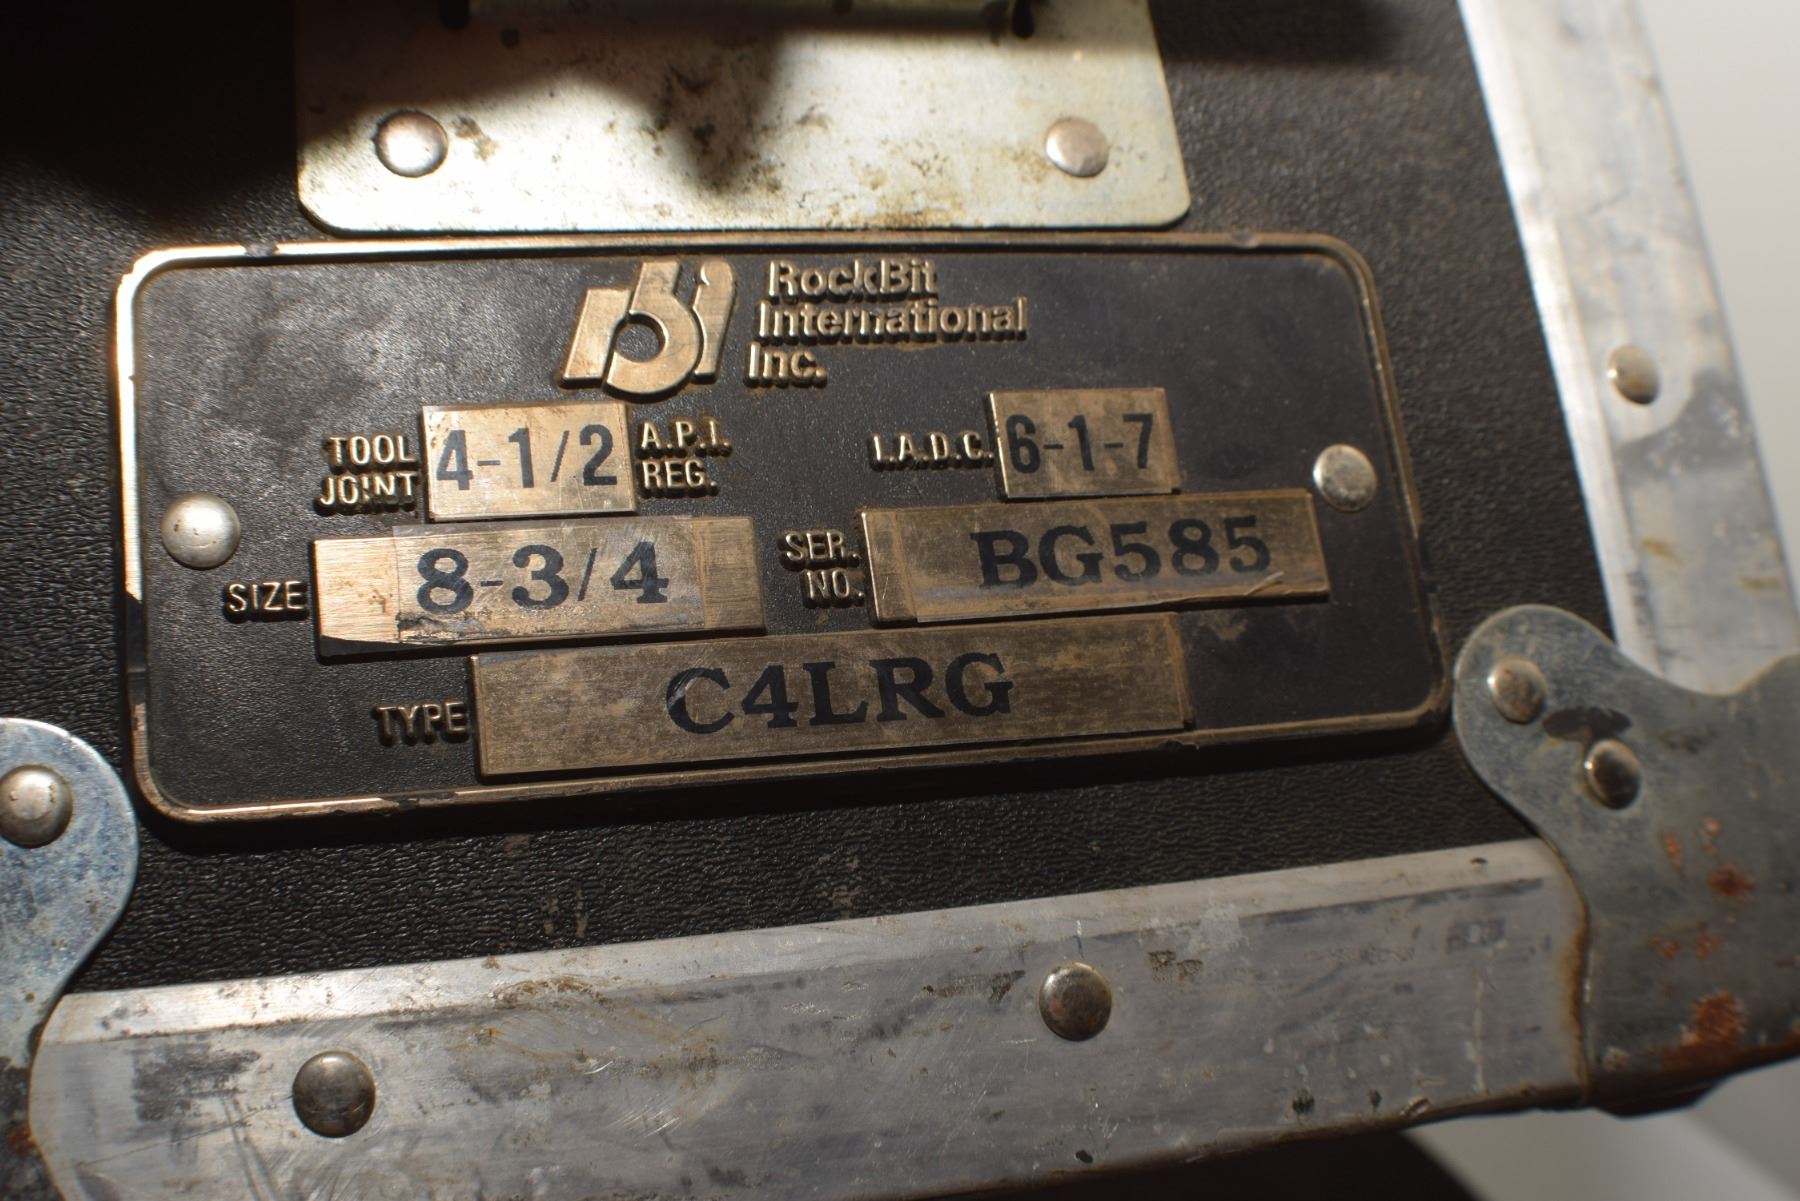 rbi RockBit
International
Inc.
TOOL JOINT 4-1/2 A.P.I. REG. I.A.D.C. 6-1-7
SIZE 8-3/4 SER. NO. BG585
TYPE C4LRG